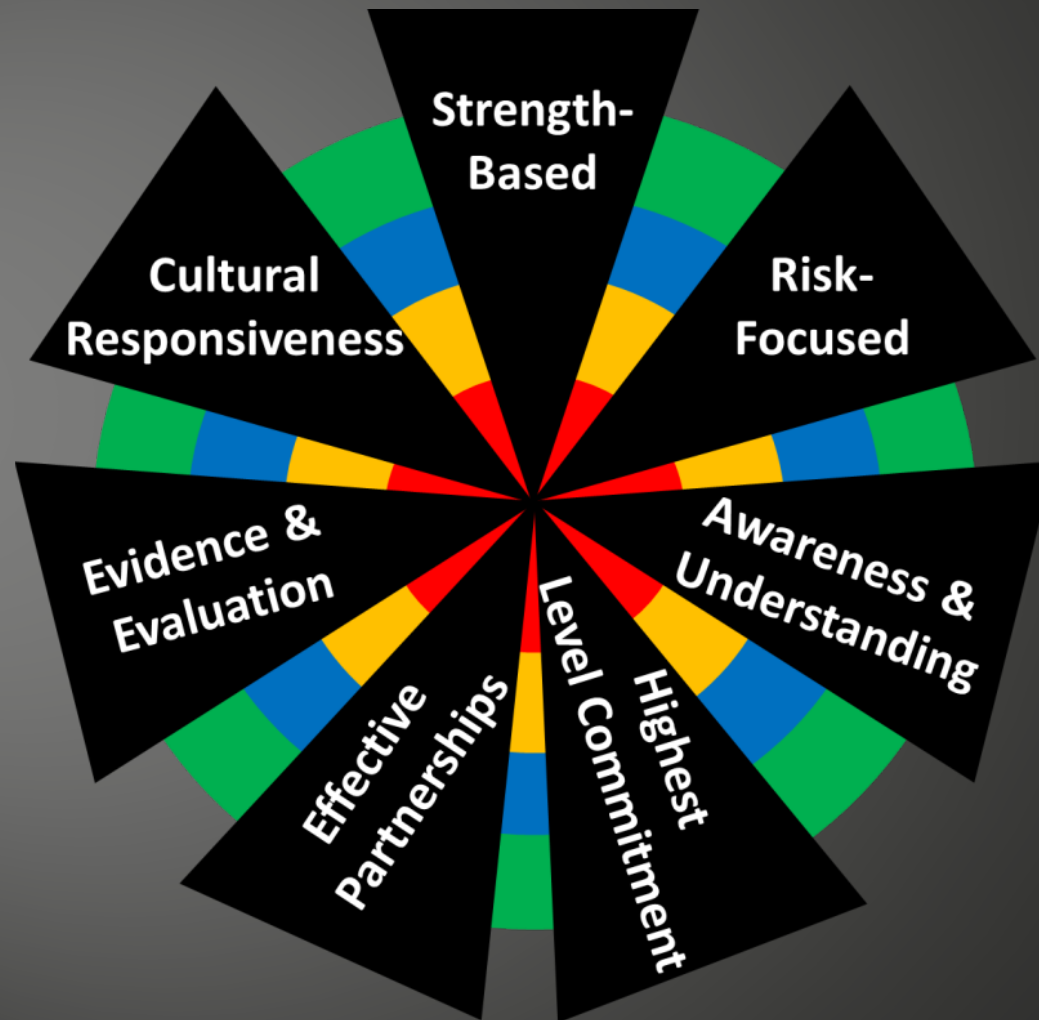 Strength-
Based
Risk-
Focused
Awareness &
Understanding
Highest
Level Commitment
Effective
Partnerships
Evidence &
Evaluation
Cultural
Responsiveness